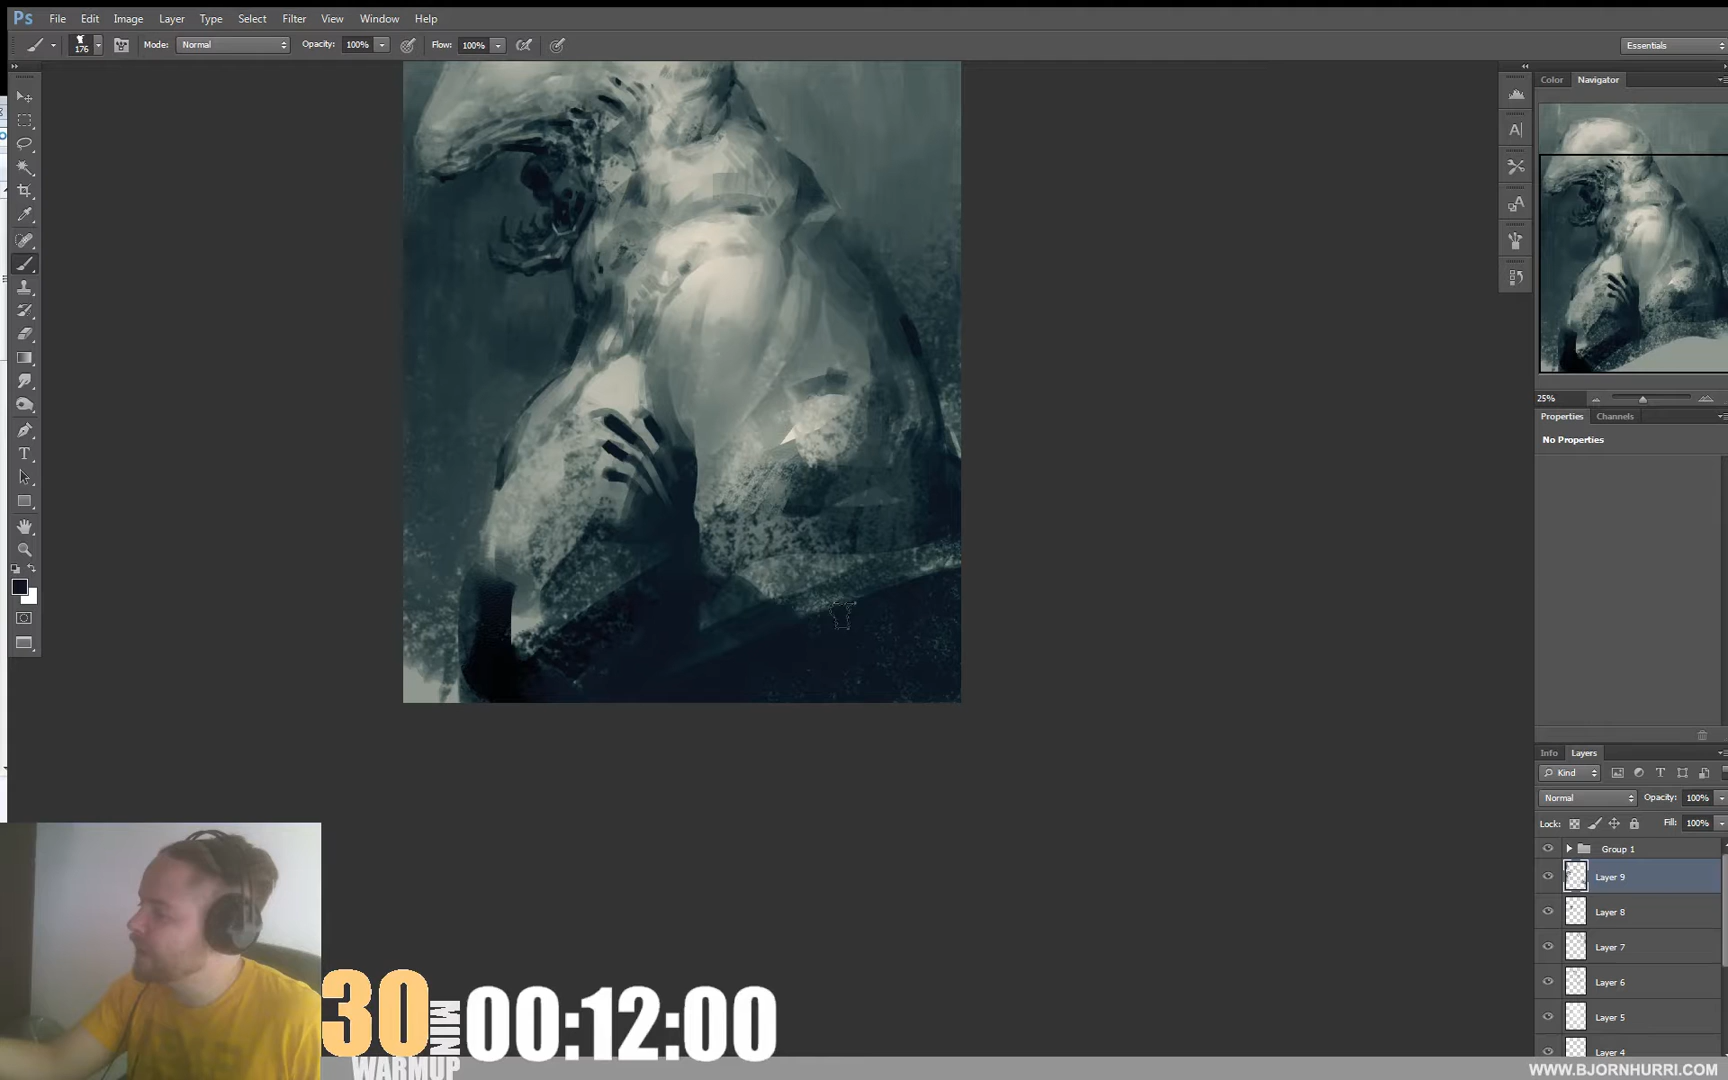 Ps File Edit Image Layer Type Select Filter View Window Help
176 Mode: Normal Opacity: 100% Flow: 100% Essentials
Color Navigator
25%
Properties Channels
No Properties
Info Layers
Kind
Normal Opacity: 100%
Lock: Fill: 100%
Group 1
Layer 9
Layer 8
Layer 7
Layer 6
Layer 5
Layer 4
30 MIN WARMUP 00:12:00
WWW.BJORNHURRI.COM